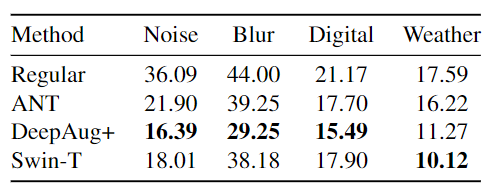 Method Noise Blur Digital Weather
Regular 36.09 44.00 21.17 17.59
ANT 21.90 39.25 17.70 16.22
DeepAug+ 16.39 29.25 15.49 11.27
Swin-T 18.01 38.18 17.90 10.12